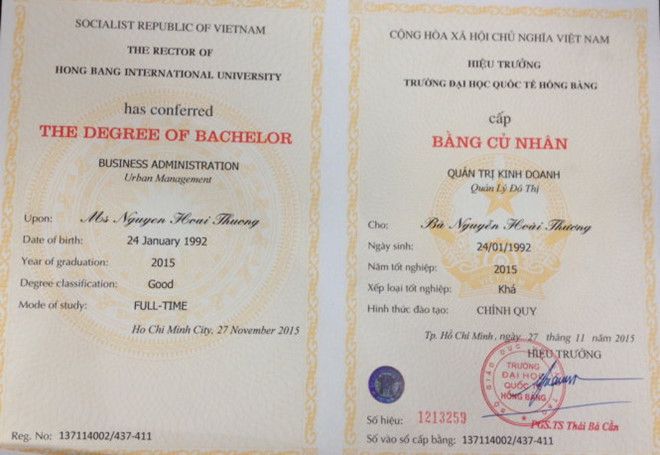 SOCIALIST REPUBLIC OF VIETNAM
THE RECTOR OF
HONG BANG INTERNATIONAL UNIVERSITY
has conferred
THE DEGREE OF BACHELOR
BUSINESS ADMINISTRATION
Urban Management
Upon: Ms Nguyen Hoai Thuong
Date of birth: 24 January 1992
Year of graduation: 2015
Degree classification: Good
Mode of study: FULL-TIME
Ho Chi Minh City, 27 November 2015
Reg. No: 137114002/437-411
CỘNG HÒA XÃ HỘI CHỦ NGHĨA VIỆT NAM
HIỆU TRƯỞNG
TRƯỜNG ĐẠI HỌC QUỐC TẾ HỒNG BÀNG
cấp
BẰNG CỬ NHÂN
QUẢN TRỊ KINH DOANH
Quản Lý Đô Thị
Cho: Bà Nguyễn Hoài Thương
Ngày sinh: 24/01/1992
Năm tốt nghiệp: 2015
Xếp loại tốt nghiệp: Khá
Hình thức đào tạo: CHÍNH QUY
Tp. Hồ Chí Minh, ngày 27 tháng 11 năm 2015
HIỆU TRƯỞNG
TRƯỜNG
ĐẠI HỌC
QUỐC TẾ
HỒNG BÀNG
PGS.TS Thái Bá Cần
Số hiệu: 1213259
Số vào sổ cấp bằng: 137114002/437-411